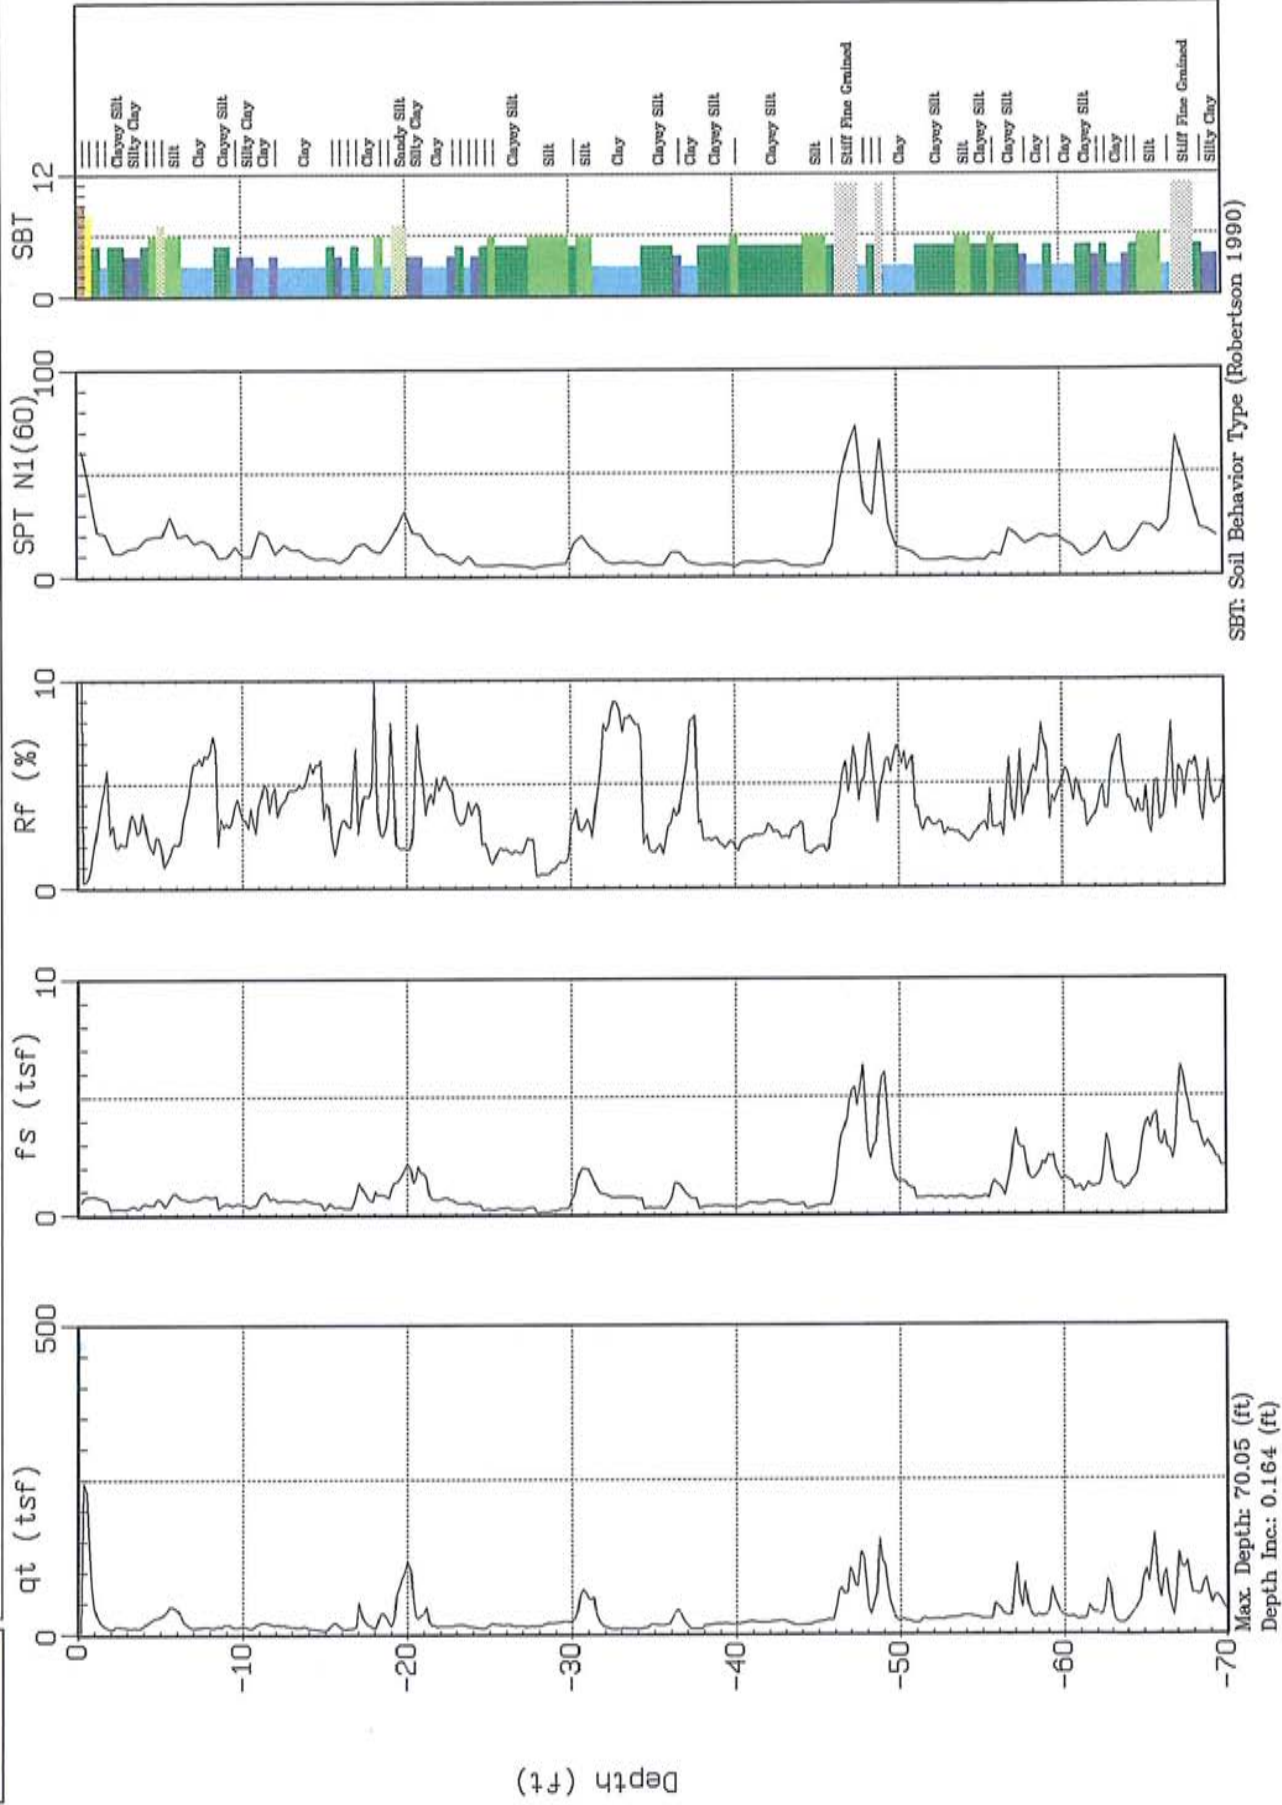 SBT
0
12
Clayey Silt
Silty Clay
Silt
Clay
Clayey Silt
Silty Clay
Clay
Clay
Clay
Sandy Silt
Silty Clay
Clay
Clayey Silt
Silt
Silt
Clay
Clayey Silt
Clay
Clayey Silt
Clayey Silt
Silt
Stiff Fine Grained
Clay
Clayey Silt
Silt
Clayey Silt
Clayey Silt
Clay
Clay
Clayey Silt
Clay
Silt
Stiff Fine Grained
Silty Clay
SPT N1(60)
0
100
SBT: Soil Behavior Type (Robertson 1990)
Rf (%)
0
10
fs (tsf)
0
10
qt (tsf)
0
500
0
-10
-20
-30
-40
-50
-60
-70
Depth (ft)
Max. Depth: 70.05 (ft)
Depth Inc.: 0.164 (ft)